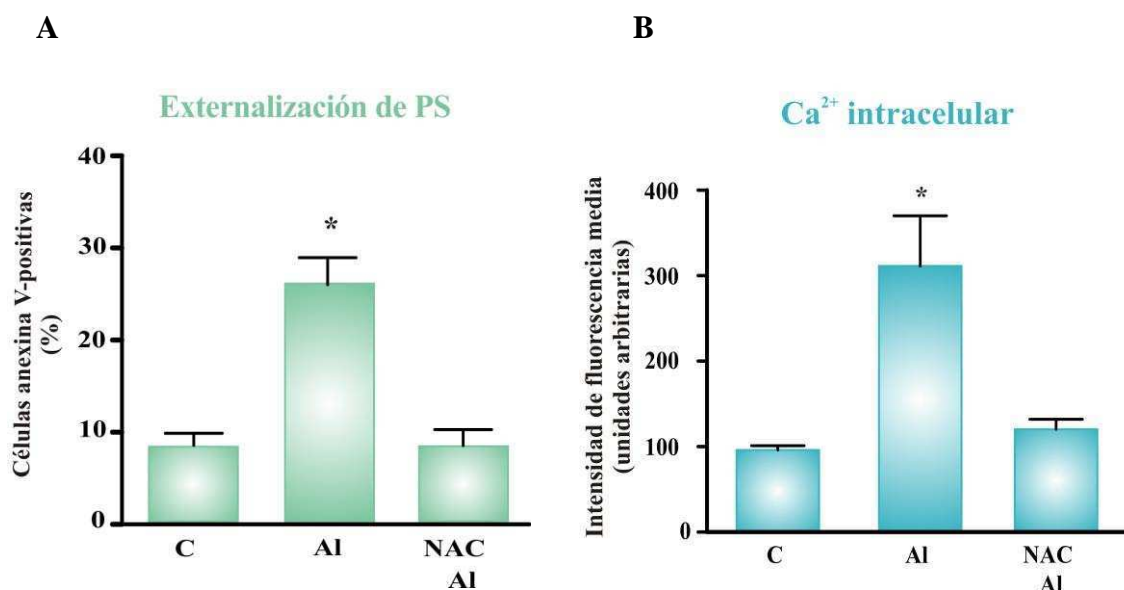 A
Externalización de PS
Células anexina V-positivas
(%)
40
30
20
10
0
*
C
Al
NAC
Al
B
Ca²⁺ intracelular
Intensidad de fluorescencia media
(unidades arbitrarias)
400
300
200
100
0
*
C
Al
NAC
Al